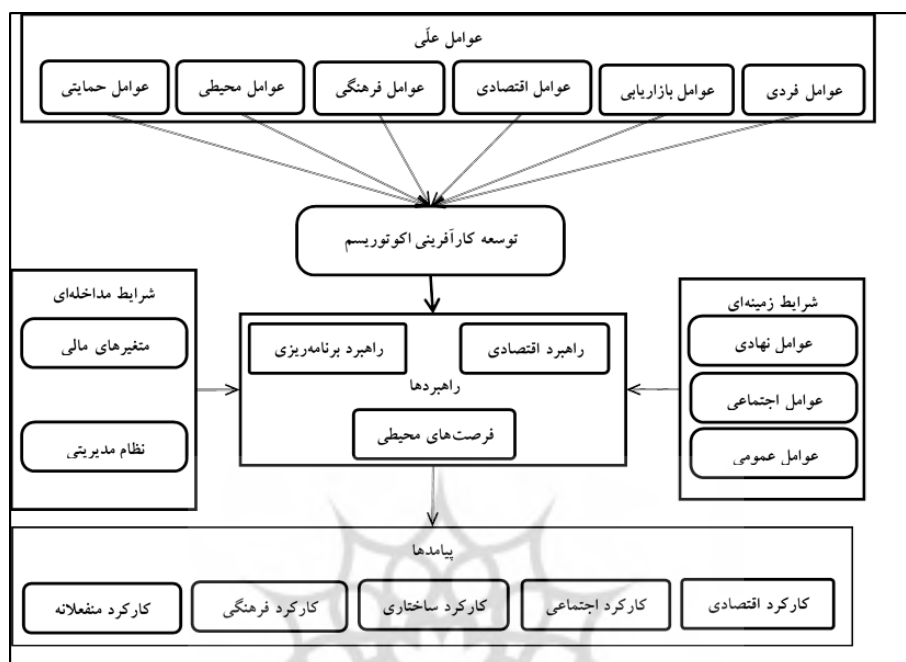 عوامل علّی
عوامل فردی
عوامل بازاریابی
عوامل اقتصادی
عوامل فرهنگی
عوامل محیطی
عوامل حمایتی
توسعه کارآفرینی اکوتوریسم
شرایط زمینه‌ای
عوامل نهادی
عوامل اجتماعی
عوامل عمومی
راهبرد اقتصادی
راهبرد برنامه‌ریزی
راهبردها
فرصت‌های محیطی
شرایط مداخله‌ای
متغیرهای مالی
نظام مدیریتی
پیامدها
کارکرد اقتصادی
کارکرد اجتماعی
کارکرد ساختاری
کارکرد فرهنگی
کارکرد منفعلانه